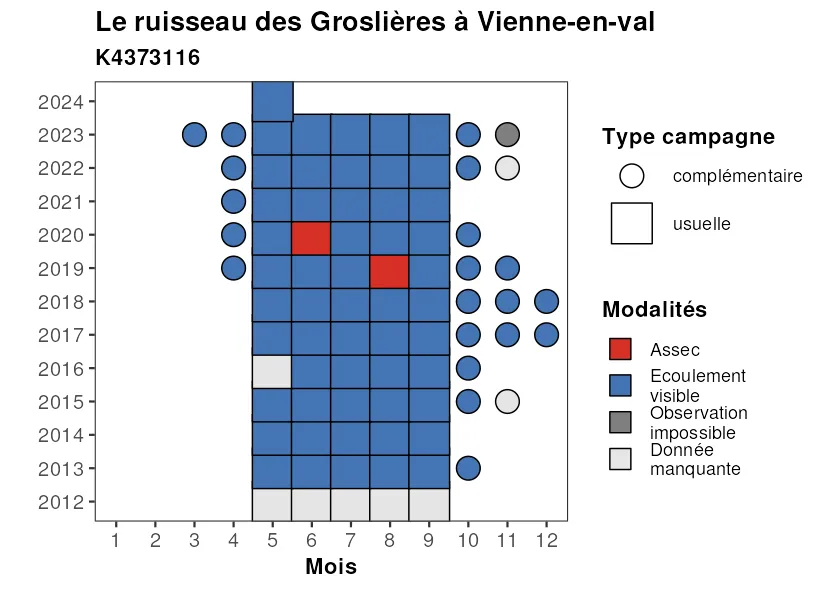 Le ruisseau des Groslières à Vienne-en-val
K4373116
2024
2023
2022
2021
2020
2019
2018
2017
2016
2015
2014
2013
2012
1 2 3 4 5 6 7 8 9 10 11 12
Mois
Type campagne
complémentaire
usuelle
Modalités
Assec
Ecoulement
visible
Observation
impossible
Donnée
manquante